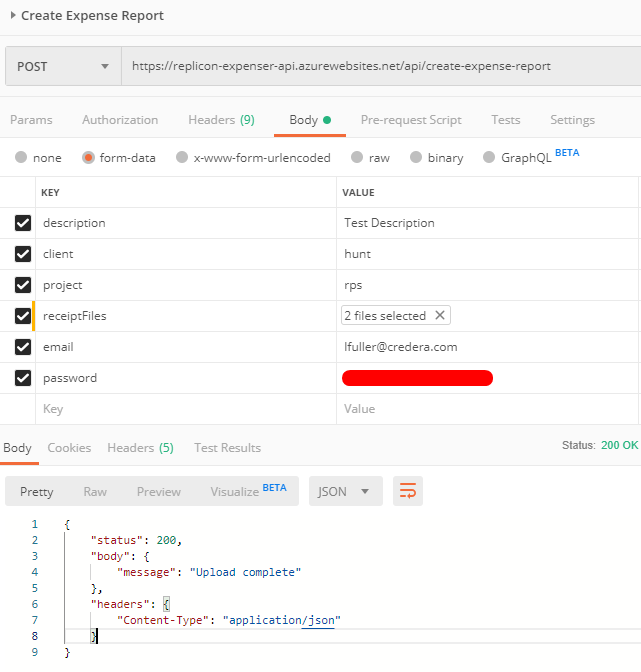 Create Expense Report
POST https://replicon-expenser-api.azurewebsites.net/api/create-expense-report
Params Authorization Headers (9) Body Pre-request Script Tests Settings
none form-data x-www-form-urlencoded raw binary GraphQL BETA
KEY VALUE
description Test Description
client hunt
project rps
receiptFiles 2 files selected
email lfuller@credera.com
password
Key Value
Body Cookies Headers (5) Test Results Status: 200 OK
Pretty Raw Preview Visualize BETA JSON
1 {
2 "status": 200,
3 "body": {
4 "message": "Upload complete"
5 },
6 "headers": {
7 "Content-Type": "application/json"
8 }
9 }